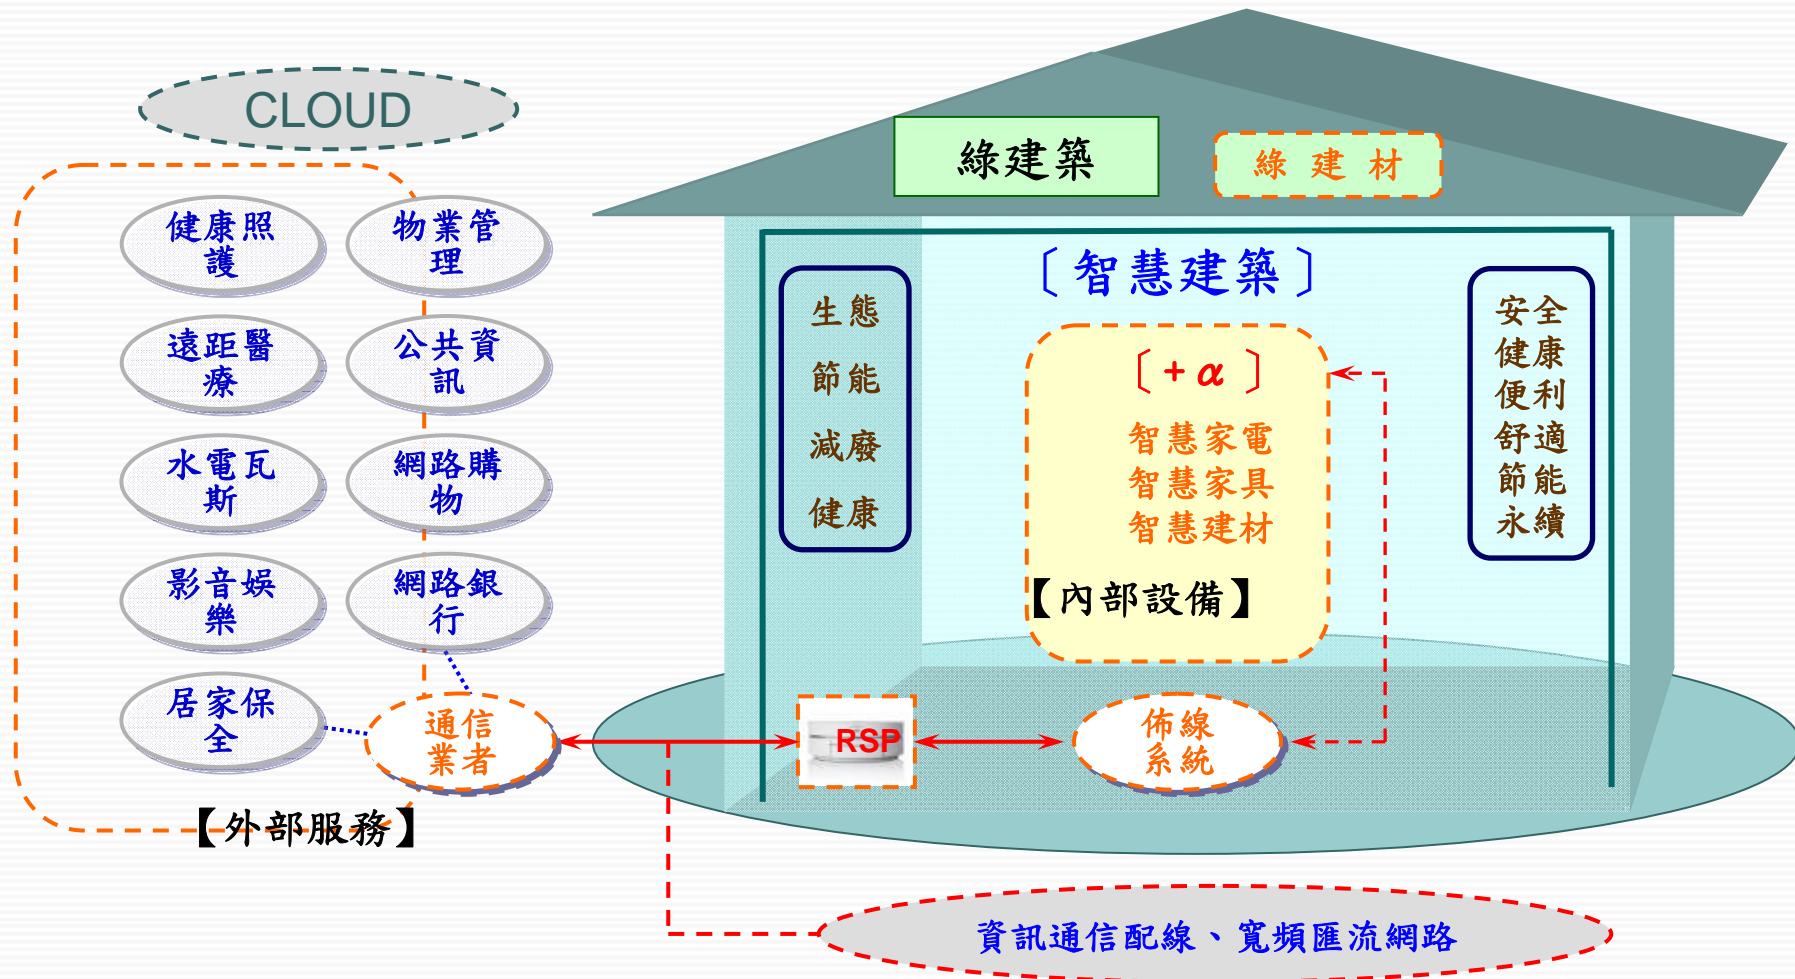 CLOUD
綠建築
綠 建 材
健康照
護
物業管
理
遠距醫
療
公共資
訊
水電瓦
斯
網路購
物
影音娛
樂
網路銀
行
居家保
全
通信
業者
【外部服務】
〔智慧建築〕
生態
節能
減廢
健康
〔+α 〕
智慧家電
智慧家具
智慧建材
【內部設備】
安全
健康
便利
舒適
節能
永續
RSP
佈線
系統
資訊通信配線、寬頻匯流網路